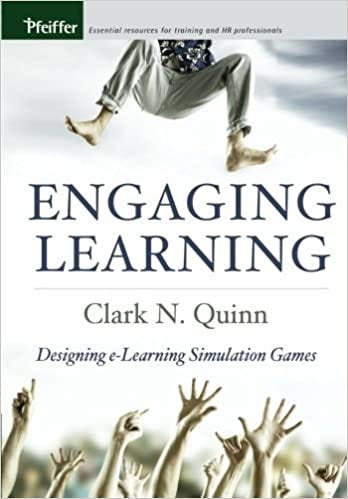 Pfeiffer
Essential resources for training and HR professionals
ENGAGING
LEARNING
Clark N. Quinn
Designing e-Learning Simulation Games